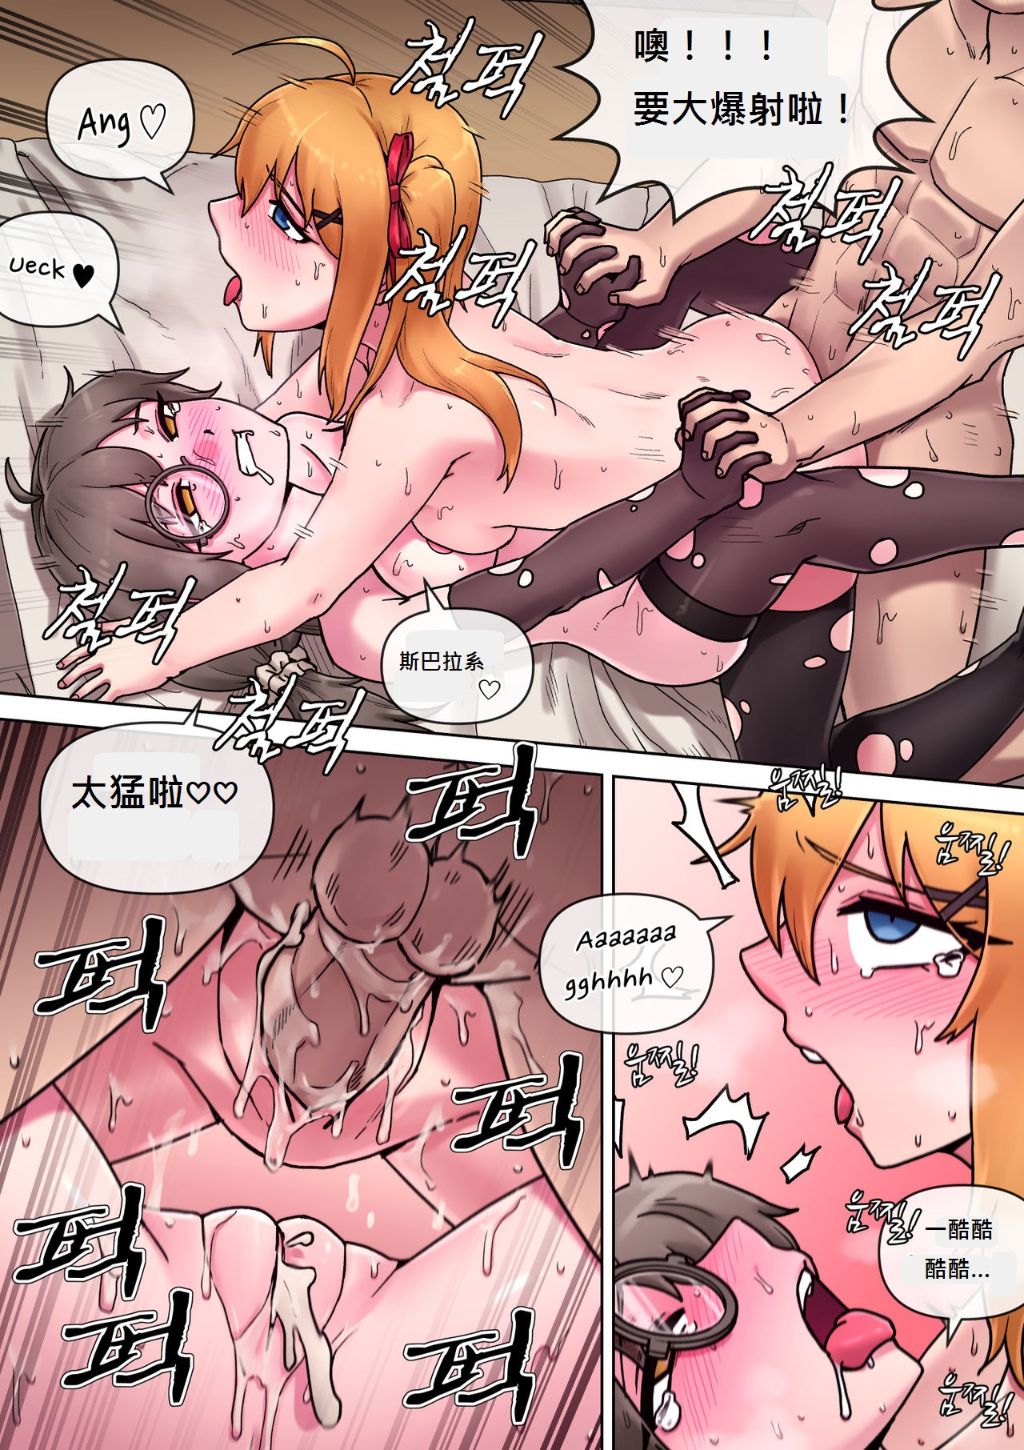 噢！！！
要大爆射啦！
Ang ♡
ueck ♥
철퍽
철퍽
철퍽
철퍽
철퍽
철퍽
斯巴拉系
♡
太猛啦♡♡
퍽
퍽
퍽
퍽
퍽
퍽
움찔!
움찔!
Aaaaaaa
gghhhh ♡
움찔!
움찔!
一酷酷
酷酷...
움찔!